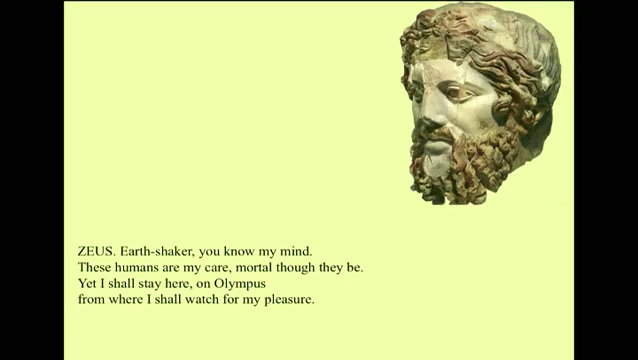 ZEUS. Earth-shaker, you know my mind.
These humans are my care, mortal though they be.
Yet I shall stay here, on Olympus
from where I shall watch for my pleasure.